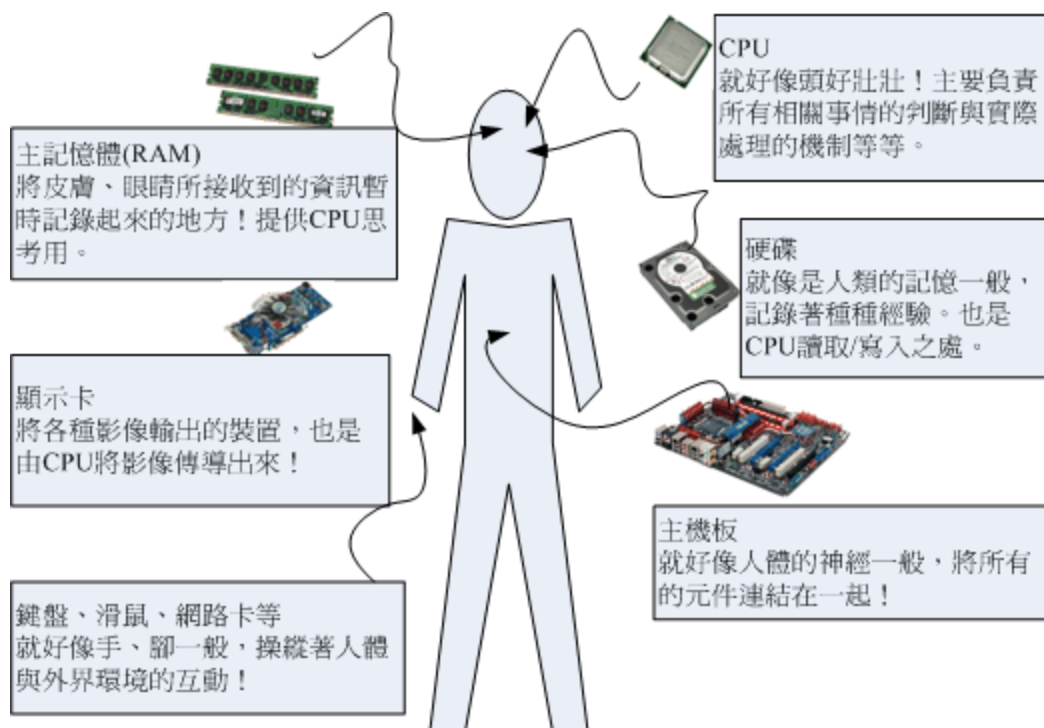 CPU
就好像頭好壯壯！主要負責
所有相關事情的判斷與實際
處理的機制等等。
主記憶體(RAM)
將皮膚、眼睛所接收到的資訊暫
時記錄起來的地方！提供CPU思
考用。
硬碟
就像是人類的記憶一般，
記錄著種種經驗。也是
CPU讀取/寫入之處。
顯示卡
將各種影像輸出的裝置，也是
由CPU將影像傳導出來！
主機板
就好像人體的神經一般，將所有
的元件連結在一起！
鍵盤、滑鼠、網路卡等
就好像手、腳一般，操縱著人體
與外界環境的互動！